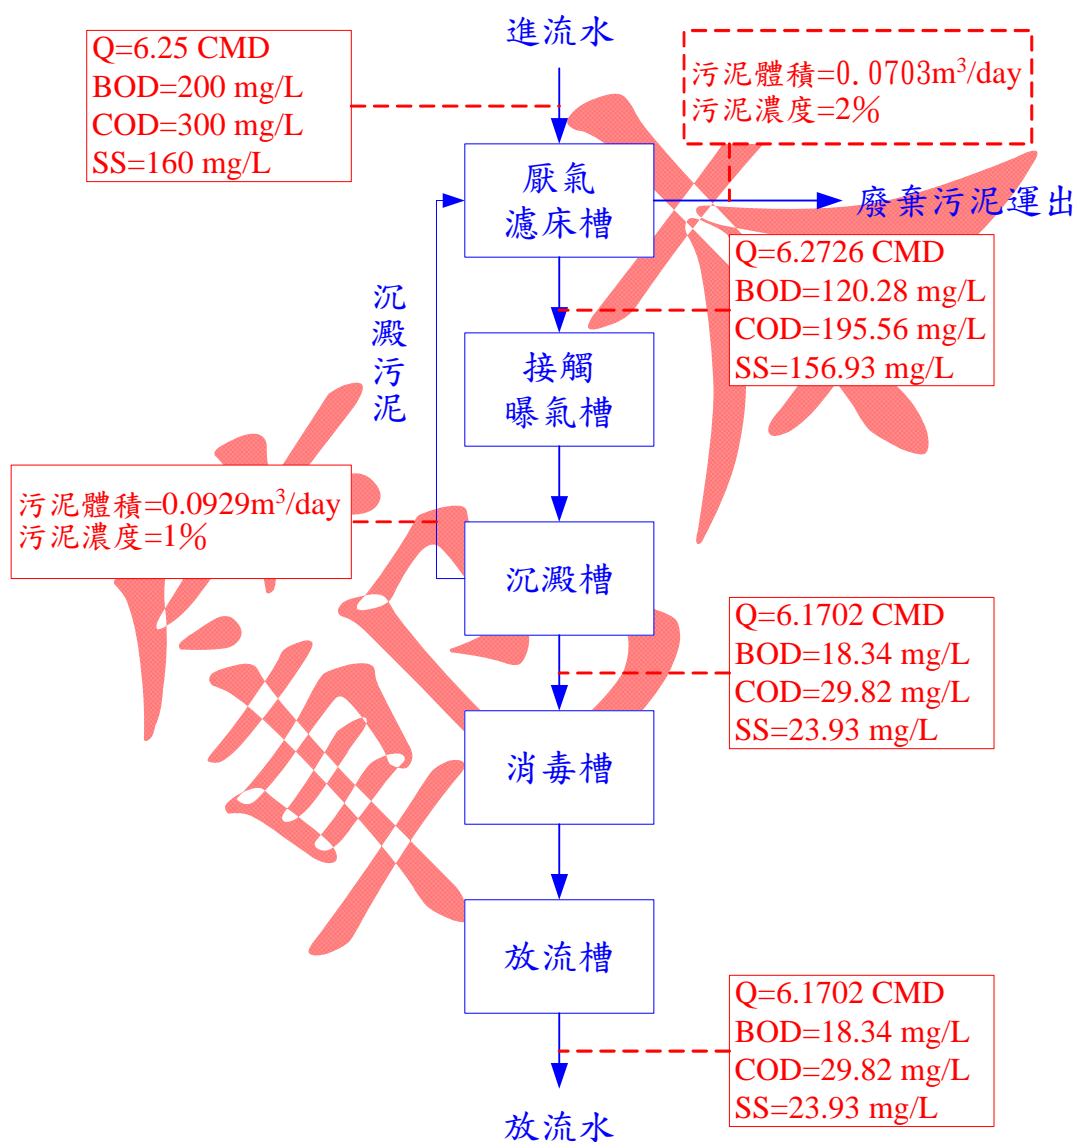 進流水
Q=6.25 CMD
BOD=200 mg/L
COD=300 mg/L
SS=160 mg/L
污泥體積=0.0703m³/day
污泥濃度=2%
厭氧
濾床槽
廢棄污泥運出
Q=6.2726 CMD
BOD=120.28 mg/L
COD=195.56 mg/L
SS=156.93 mg/L
沉澱污泥
接觸
曝氣槽
污泥體積=0.0929m³/day
污泥濃度=1%
沉澱槽
Q=6.1702 CMD
BOD=18.34 mg/L
COD=29.82 mg/L
SS=23.93 mg/L
消毒槽
放流槽
Q=6.1702 CMD
BOD=18.34 mg/L
COD=29.82 mg/L
SS=23.93 mg/L
放流水